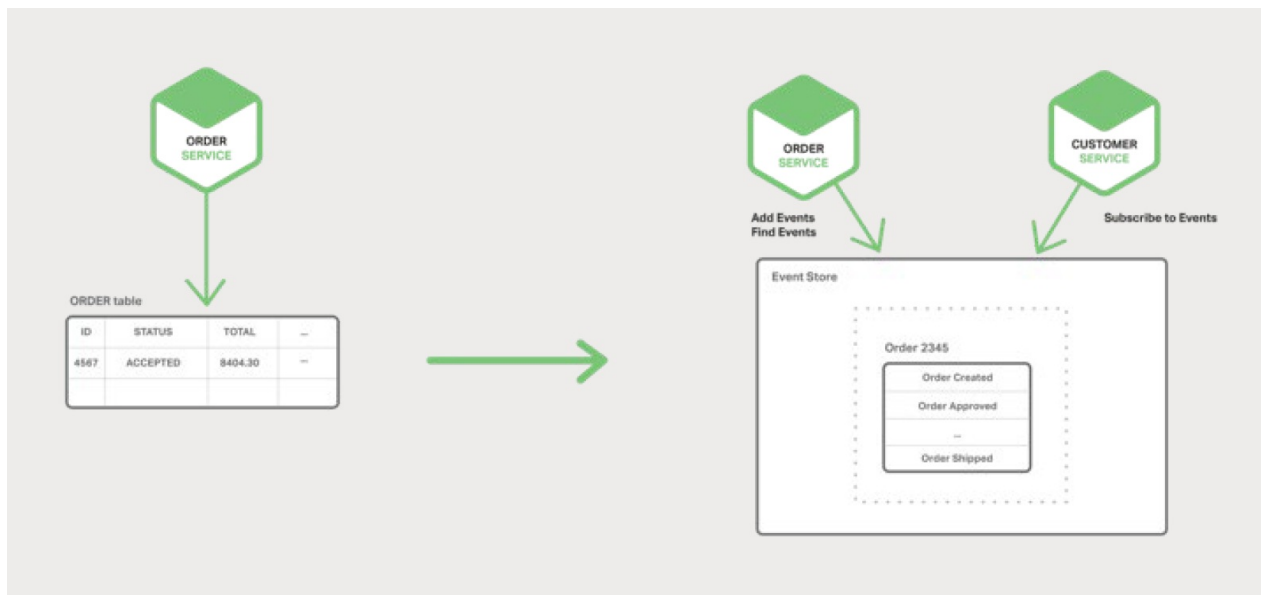 ORDER
SERVICE
ORDER table
ID STATUS TOTAL ...
4567 ACCEPTED 8404.30 ...
ORDER
SERVICE
CUSTOMER
SERVICE
Add Events
Find Events
Subscribe to Events
Event Store
Order 2345
Order Created
Order Approved
...
Order Shipped